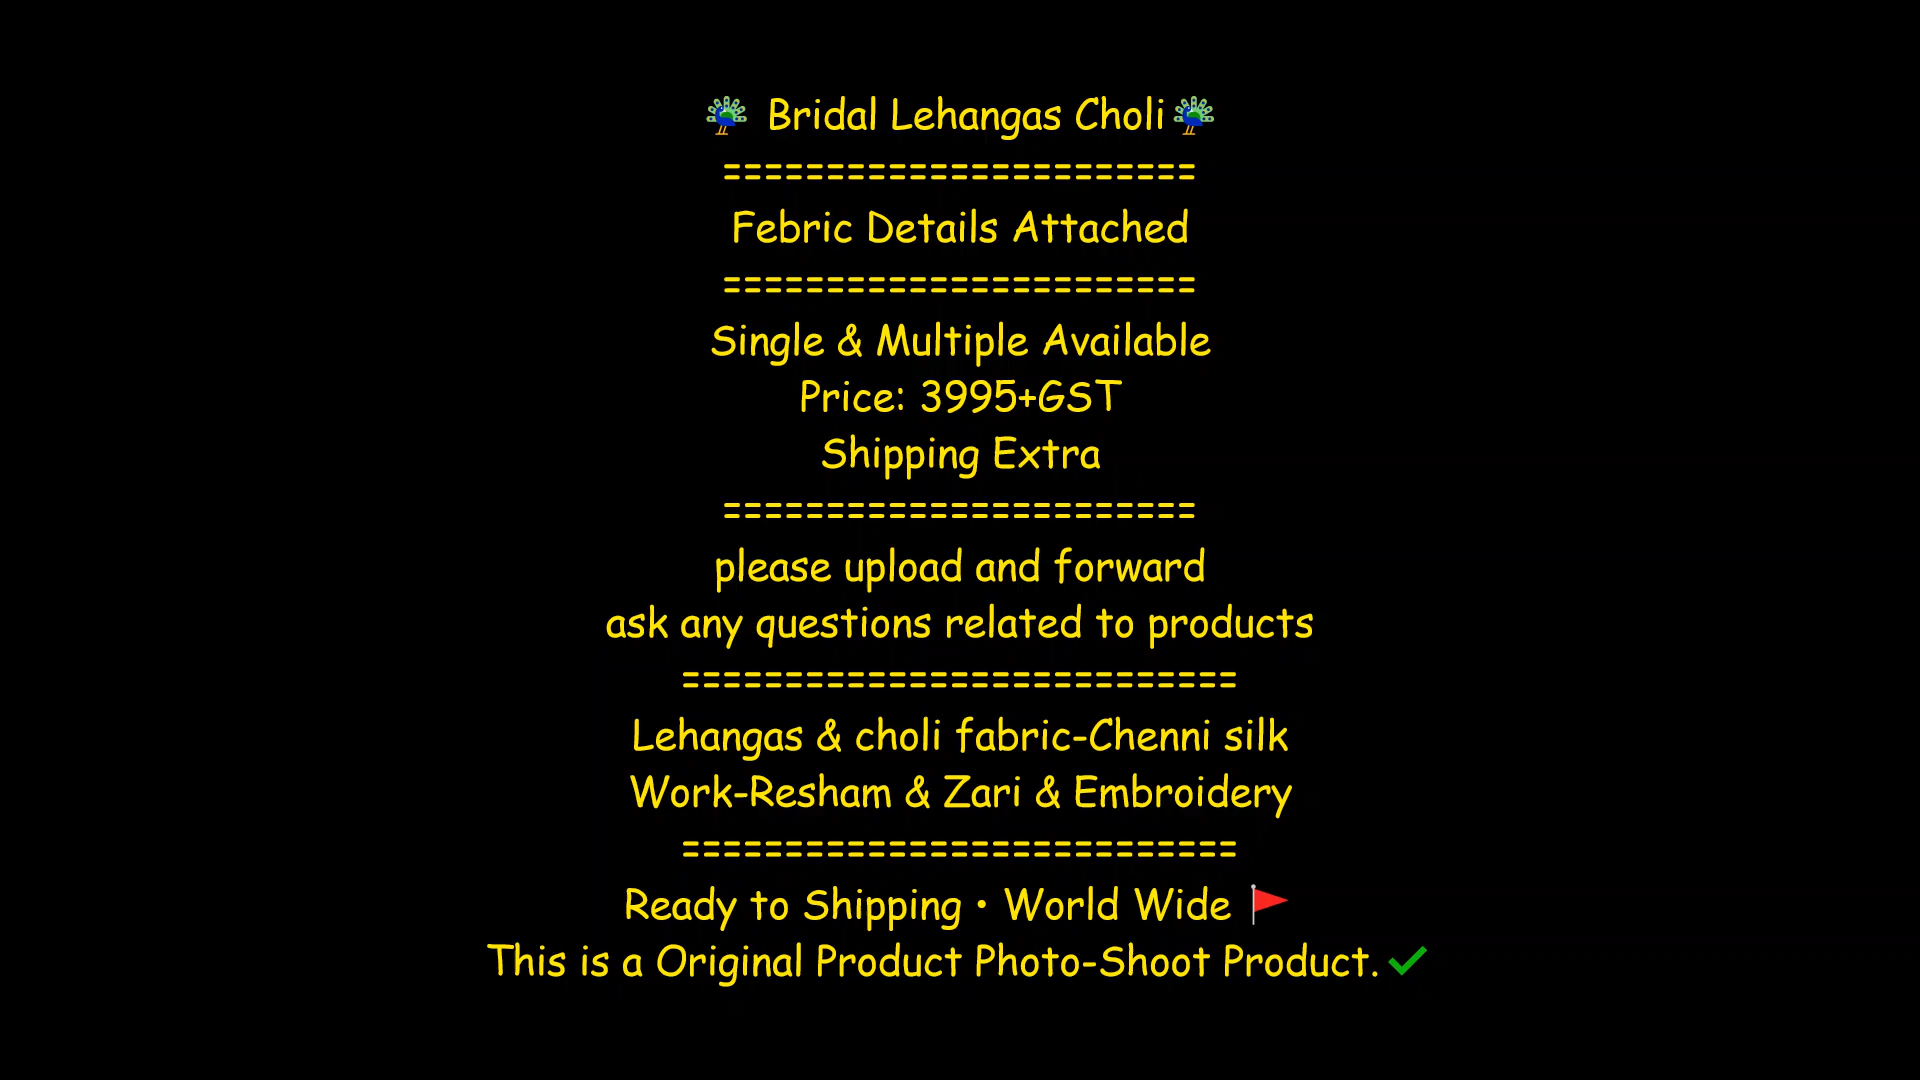 🦚 Bridal Lehangas Choli🦚
=======================
Febric Details Attached
=======================
Single & Multiple Available
Price: 3995+GST
Shipping Extra
=======================
please upload and forward
ask any questions related to products
===========================
Lehangas & choli fabric-Chenni silk
Work-Resham & Zari & Embroidery
===========================
Ready to Shipping • World Wide 🚩
This is a Original Product Photo-Shoot Product.✔